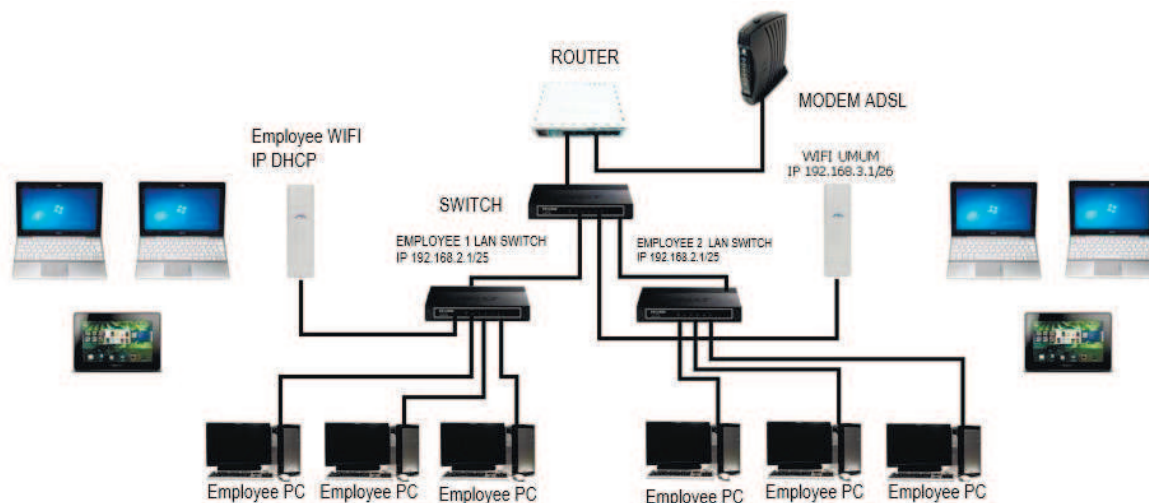 ROUTER
MODEM ADSL
Employee WIFI
IP DHCP
WIFI UMUM
IP 192.168.3.1/26
SWITCH
EMPLOYEE 1 LAN SWITCH
IP 192.168.2.1/25
EMPLOYEE 2 LAN SWITCH
IP 192.168.2.1/25
Employee PC
Employee PC
Employee PC
Employee PC
Employee PC
Employee PC